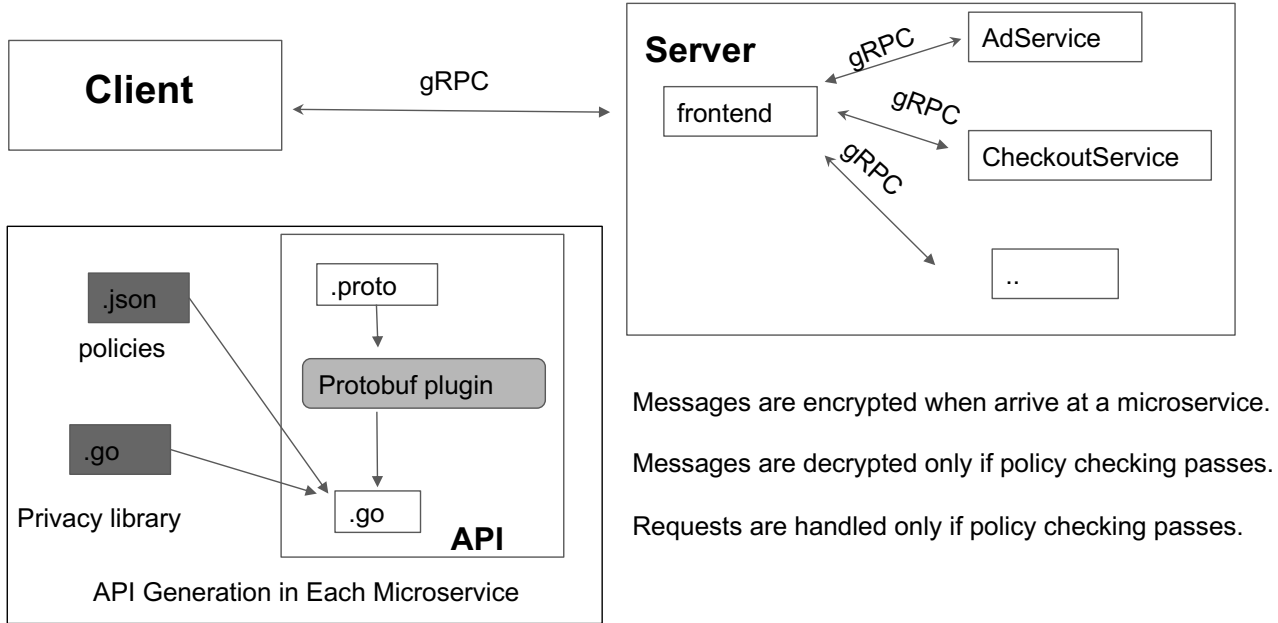 Client
gRPC
Server
frontend
gRPC
AdService
gRPC
CheckoutService
gRPC
..
.json
policies
.go
Privacy library
.proto
Protobuf plugin
.go
API
API Generation in Each Microservice
Messages are encrypted when arrive at a microservice.
Messages are decrypted only if policy checking passes.
Requests are handled only if policy checking passes.